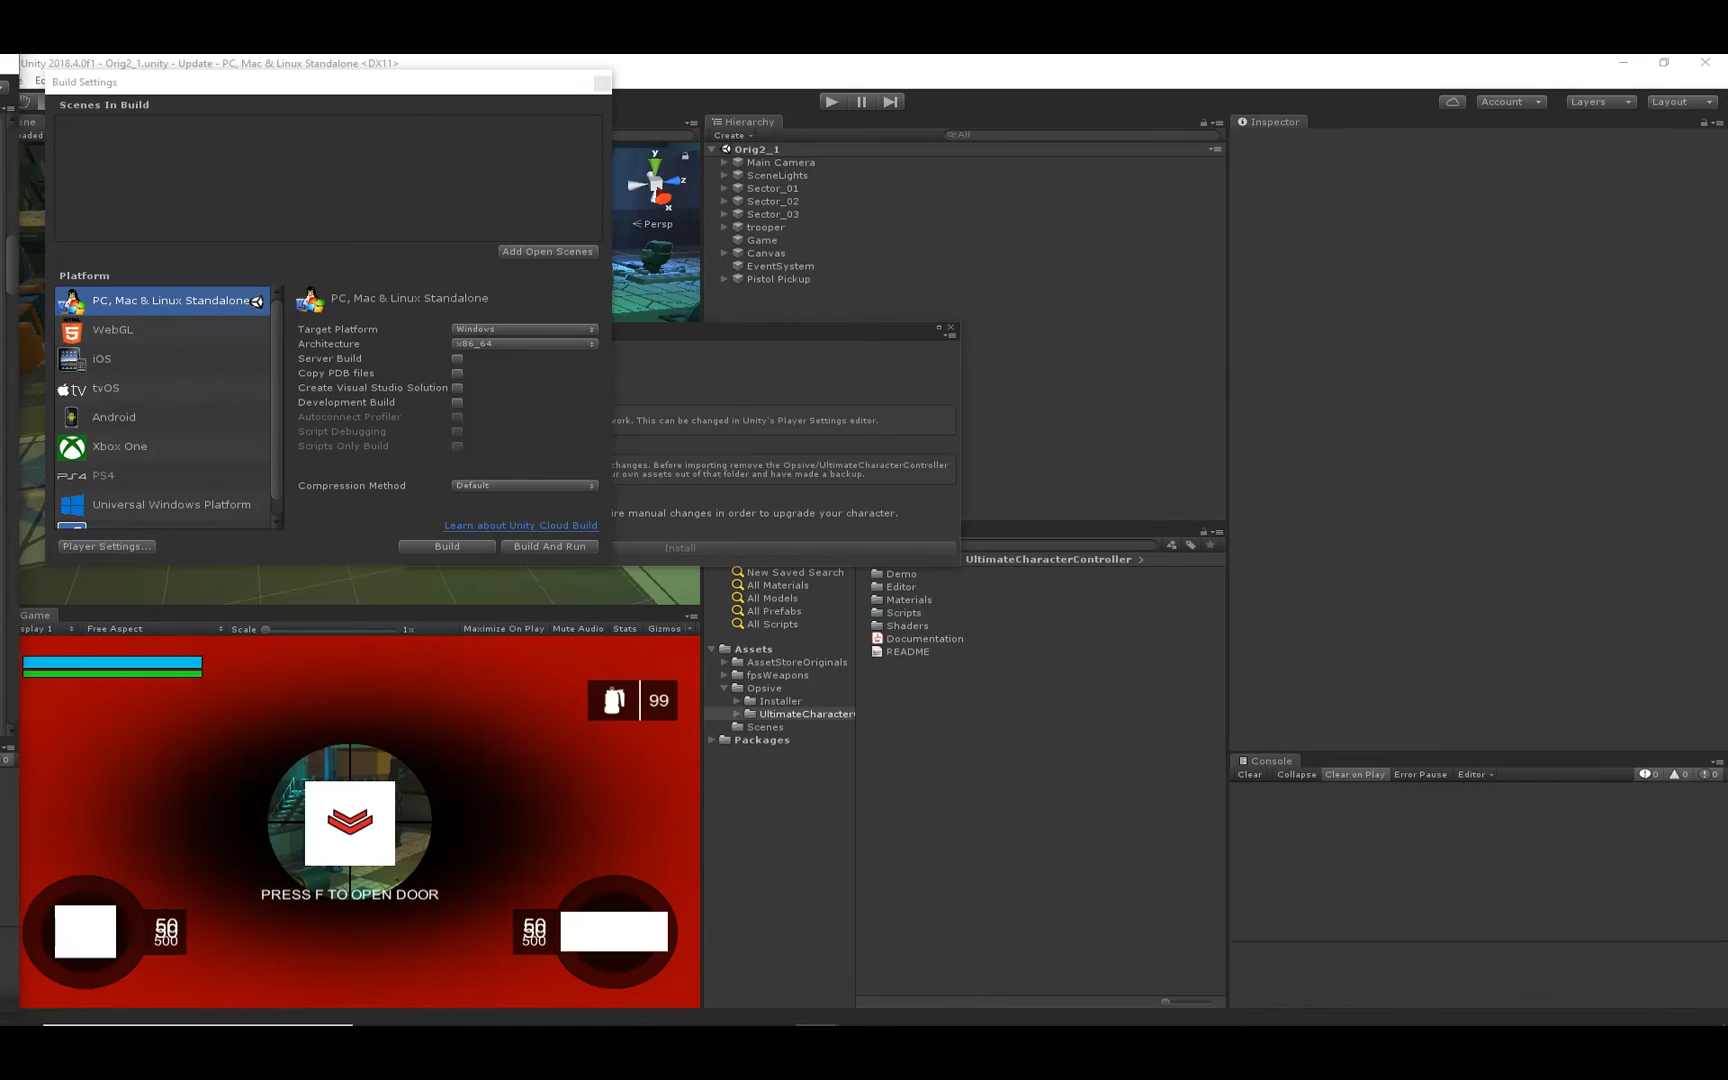 Unity 2018.4.0f1 - Orig2_1.unity - Update - PC, Mac & Linux Standalone <DX11>
Build Settings
Scenes In Build
Add Open Scenes
Platform
PC, Mac & Linux Standalone
WebGL
iOS
tvOS
Android
Xbox One
PS4
Universal Windows Platform
Player Settings...
PC, Mac & Linux Standalone
Target Platform Windows
Architecture x86_64
Server Build
Copy PDB files
Create Visual Studio Solution
Development Build
Autoconnect Profiler
Script Debugging
Scripts Only Build
Compression Method Default
Learn about Unity Cloud Build
Build Build And Run
y
z
x
Persp
Account Layers Layout
Hierarchy
Create All
Orig2_1
Main Camera
SceneLights
Sector_01
Sector_02
Sector_03
trooper
Game
Canvas
EventSystem
Pistol Pickup
work. This can be changed in Unity's Player Settings editor.
changes. Before importing remove the Opsive/UltimateCharacterController
ur own assets out of that folder and have made a backup.
ire manual changes in order to upgrade your character.
Install
New Saved Search
All Materials
All Models
All Prefabs
All Scripts
Assets
AssetStoreOriginals
fpsWeapons
Opsive
Installer
UltimateCharacter
Scenes
Packages
UltimateCharacterController
Demo
Editor
Materials
Scripts
Shaders
Documentation
README
Inspector
Console
Clear Collapse Clear on Play Error Pause Editor 0 0 0
Game
splay 1 Free Aspect Scale 1x Maximize On Play Mute Audio Stats Gizmos
99
PRESS F TO OPEN DOOR
50
500
50
500